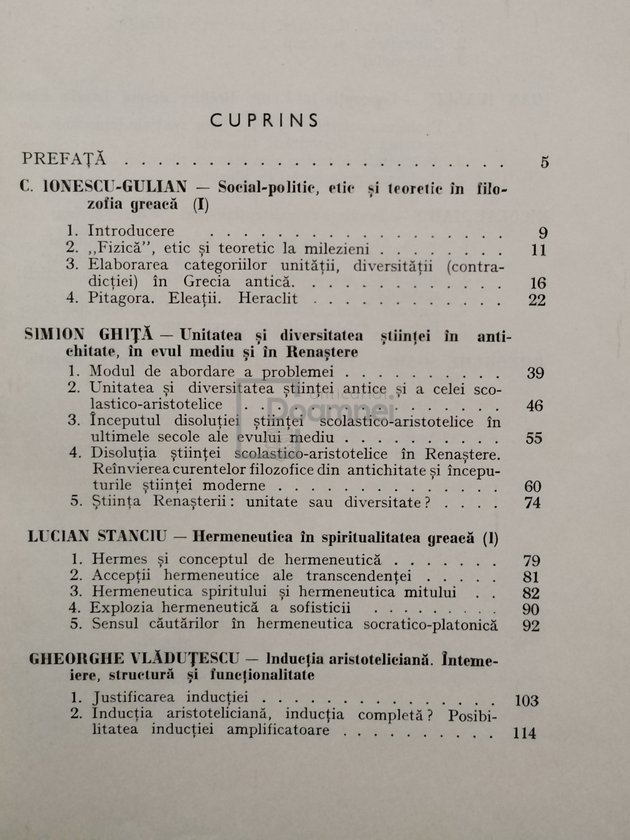 CUPRINS
PREFAȚĂ . . . . . . . . . . . . . . . . . . . . . . . 5
C. IONESCU-GULIAN — Social-politic, etic și teoretic în filo-
zofia greacă (I)
1. Introducere . . . . . . . . . . . . . . . . 9
2. „Fizică”, etic și teoretic la milezieni . . . . . . . . 11
3. Elaborarea categoriilor unității, diversității (contra-
dicției) în Grecia antică. . . . . . . . . . . . 16
4. Pitagora. Eleații. Heraclit . . . . . . . . . . . 22
SIMION GHIȚĂ — Unitatea și diversitatea științei în anti-
chitate, în evul mediu și în Renaștere
1. Modul de abordare a problemei . . . . . . . . . 39
2. Unitatea și diversitatea științei antice și a celei sco-
lastico-aristotelice . . . . . . . . . . . . . . . 46
3. Începutul disoluției științei scolastico-aristotelice în
ultimele secole ale evului mediu . . . . . . . . . . 55
4. Disoluția științei scolastico-aristotelice în Renaștere.
Reînvierea curentelor filozofice din antichitate și începu-
turile științei moderne . . . . . . . . . . . . . . 60
5. Știința Renașterii : unitate sau diversitate ? . . . . 74
LUCIAN STANCIU — Hermeneutica în spiritualitatea greacă (I)
1. Hermes și conceptul de hermeneutică . . . . . . . 79
2. Accepții hermeneutice ale transcendenței . . . . . 81
3. Hermeneutica spiritului și hermeneutica mitului . . 82
4. Explozia hermeneutică a sofisticii . . . . . . . . 90
5. Sensul căutărilor în hermeneutica socratico-platonică 92
GHEORGHE VLĂDUȚESCU — Inducția aristoteliciană. Înteme-
iere, structură și funcționalitate
1. Justificarea inducției . . . . . . . . . . . . . . 103
2. Inducția aristoteliciană, inducția completă ? Posibi-
litatea inducției amplificatoare . . . . . . . . . . 114